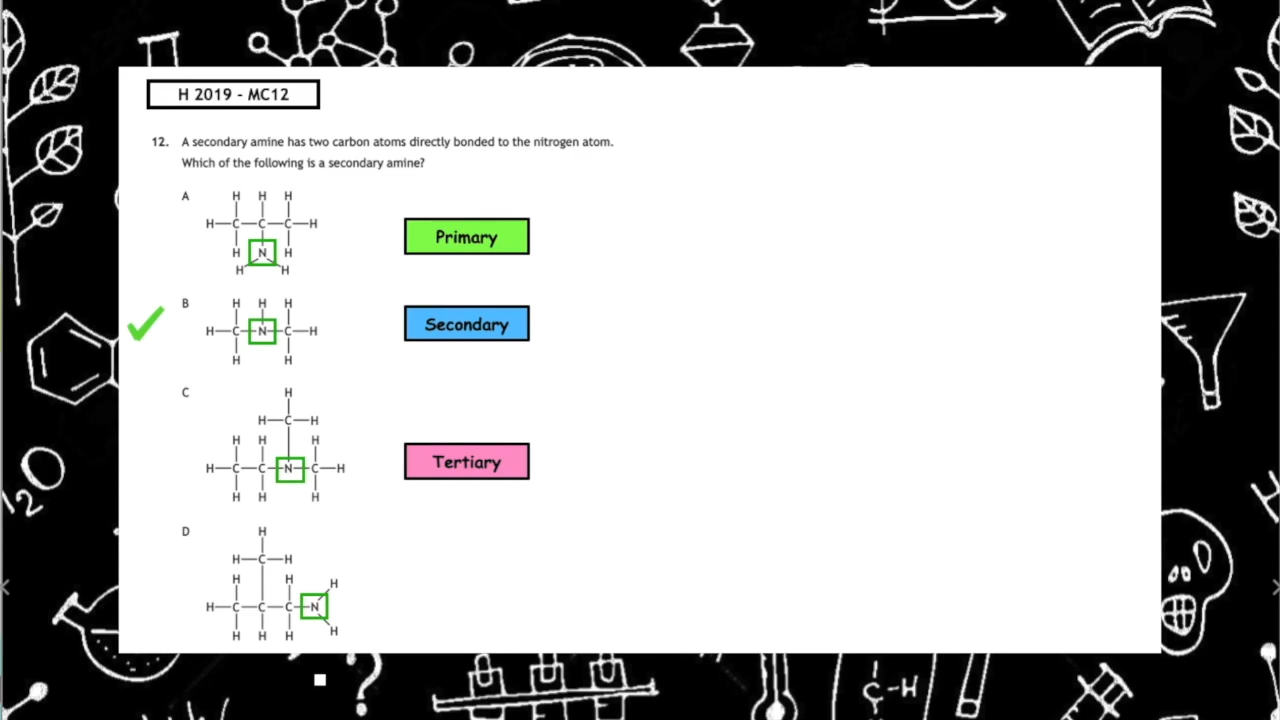 H 2019 - MC12
12. A secondary amine has two carbon atoms directly bonded to the nitrogen atom.
Which of the following is a secondary amine?
A
H H H
H C C C H
H N H
H H
Primary
B
H H H
H C N C H
H H
Secondary
C
H
H C H
H H H
H C C N C H
H H H
Tertiary
D
H
H C H
H H H
H C C C N
H H H H
H₂O
H
?
C-H